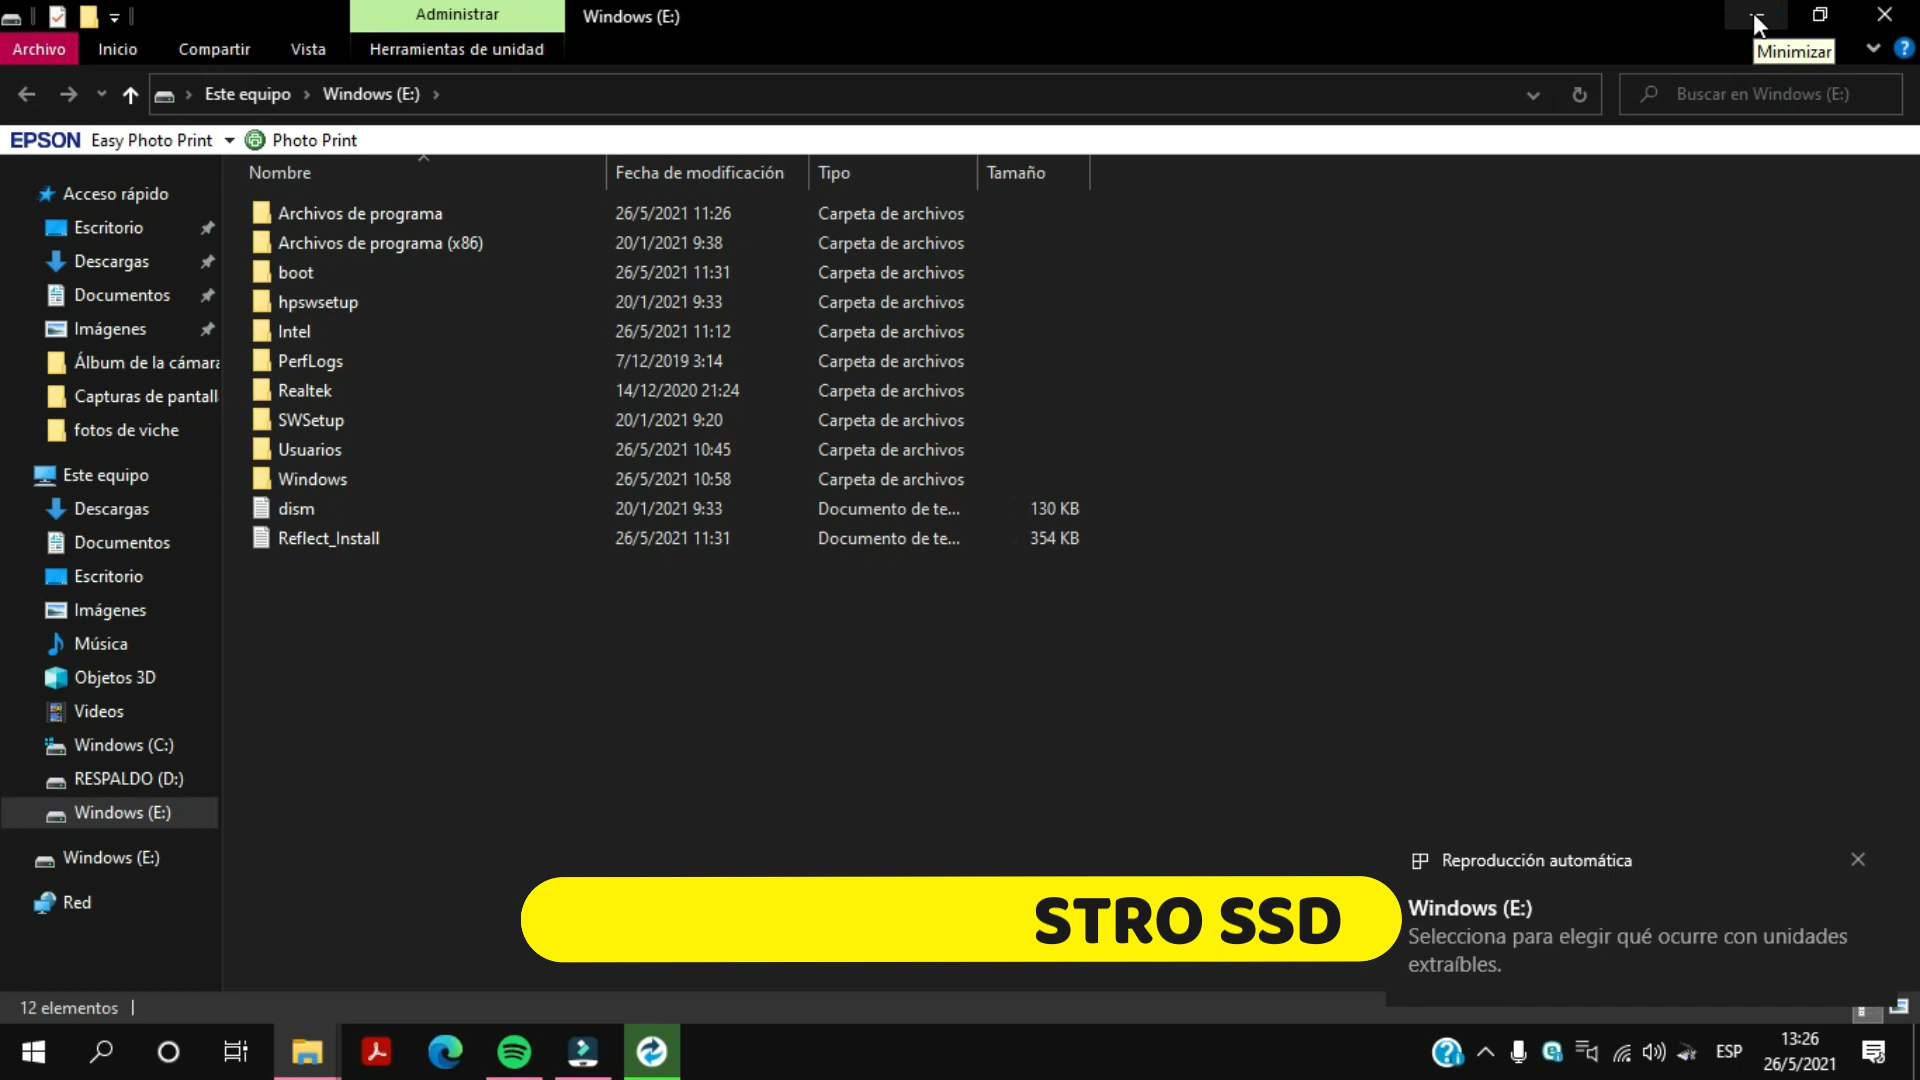 Administrar
Windows (E:)
Archivo
Inicio
Compartir
Vista
Herramientas de unidad
Minimizar
Este equipo
Windows (E:)
Buscar en Windows (E:)
EPSON Easy Photo Print
Photo Print
Nombre
Fecha de modificación
Tipo
Tamaño
Acceso rápido
Escritorio
Descargas
Documentos
Imágenes
Álbum de la cámara
Capturas de pantall
fotos de viche
Este equipo
Descargas
Documentos
Escritorio
Imágenes
Música
Objetos 3D
Videos
Windows (C:)
RESPALDO (D:)
Windows (E:)
Windows (E:)
Red
Archivos de programa 26/5/2021 11:26 Carpeta de archivos
Archivos de programa (x86) 20/1/2021 9:38 Carpeta de archivos
boot 26/5/2021 11:31 Carpeta de archivos
hpswsetup 20/1/2021 9:33 Carpeta de archivos
Intel 26/5/2021 11:12 Carpeta de archivos
PerfLogs 7/12/2019 3:14 Carpeta de archivos
Realtek 14/12/2020 21:24 Carpeta de archivos
SWSetup 20/1/2021 9:20 Carpeta de archivos
Usuarios 26/5/2021 10:45 Carpeta de archivos
Windows 26/5/2021 10:58 Carpeta de archivos
dism 20/1/2021 9:33 Documento de te... 130 KB
Reflect_Install 26/5/2021 11:31 Documento de te... 354 KB
STRO SSD
Reproducción automática
Windows (E:)
Selecciona para elegir qué ocurre con unidades
extraíbles.
12 elementos
ESP
13:26
26/5/2021